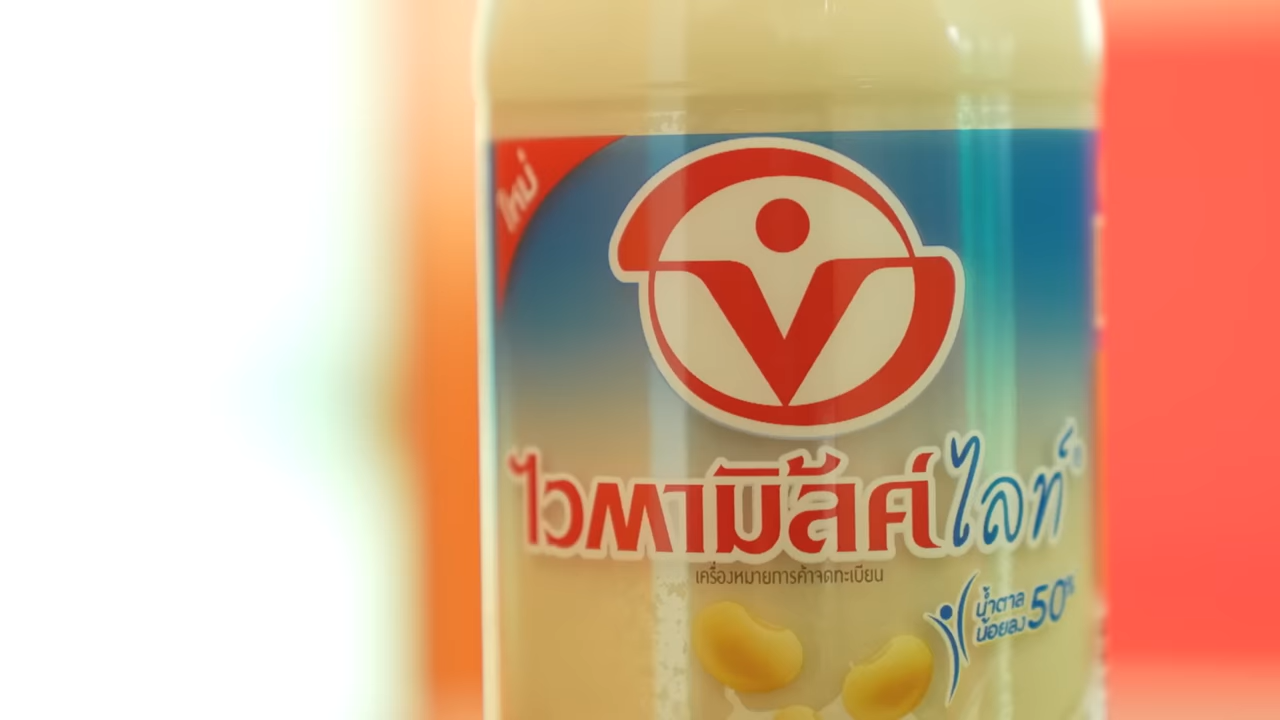 ใหม่
ไวตามิ้ลค์ ไลท์
เครื่องหมายการค้าจดทะเบียน
น้ำตาล
น้อยลง 50%